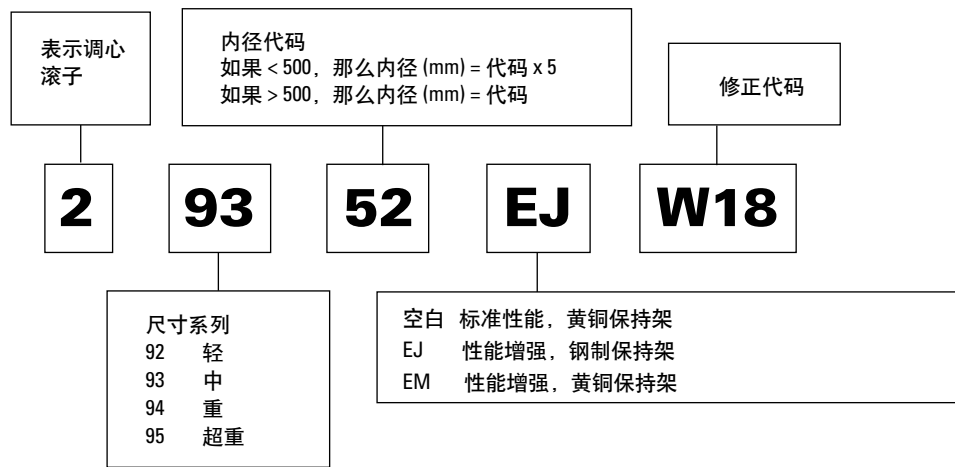 表示调心
滚子
内径代码
如果 < 500，那么内径 (mm) = 代码 x 5
如果 > 500，那么内径 (mm) = 代码
修正代码
2 93 52 EJ W18
尺寸系列
92 轻
93 中
94 重
95 超重
空白 标准性能，黄铜保持架
EJ 性能增强，钢制保持架
EM 性能增强，黄铜保持架